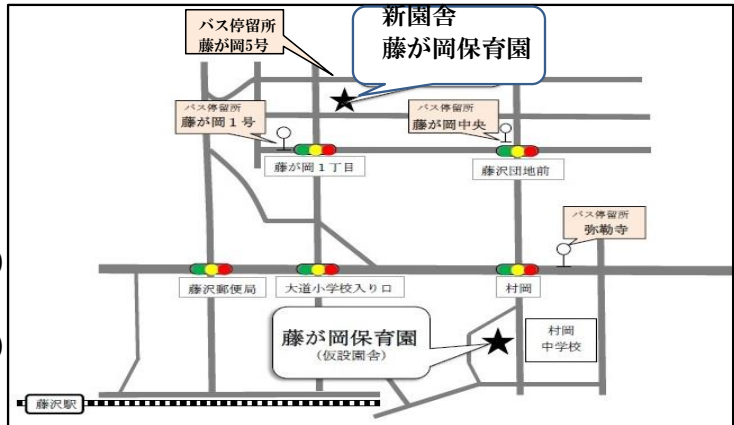 バス停留所
藤が岡5号
新園舎
藤が岡保育園
バス停留所
藤が岡1号
バス停留所
藤が岡中央
藤が岡1丁目
藤沢団地前
バス停留所
弥勒寺
藤沢郵便局
大道小学校入り口
村岡
藤が岡保育園
(仮設園舎)
村岡
中学校
藤沢駅
)
)